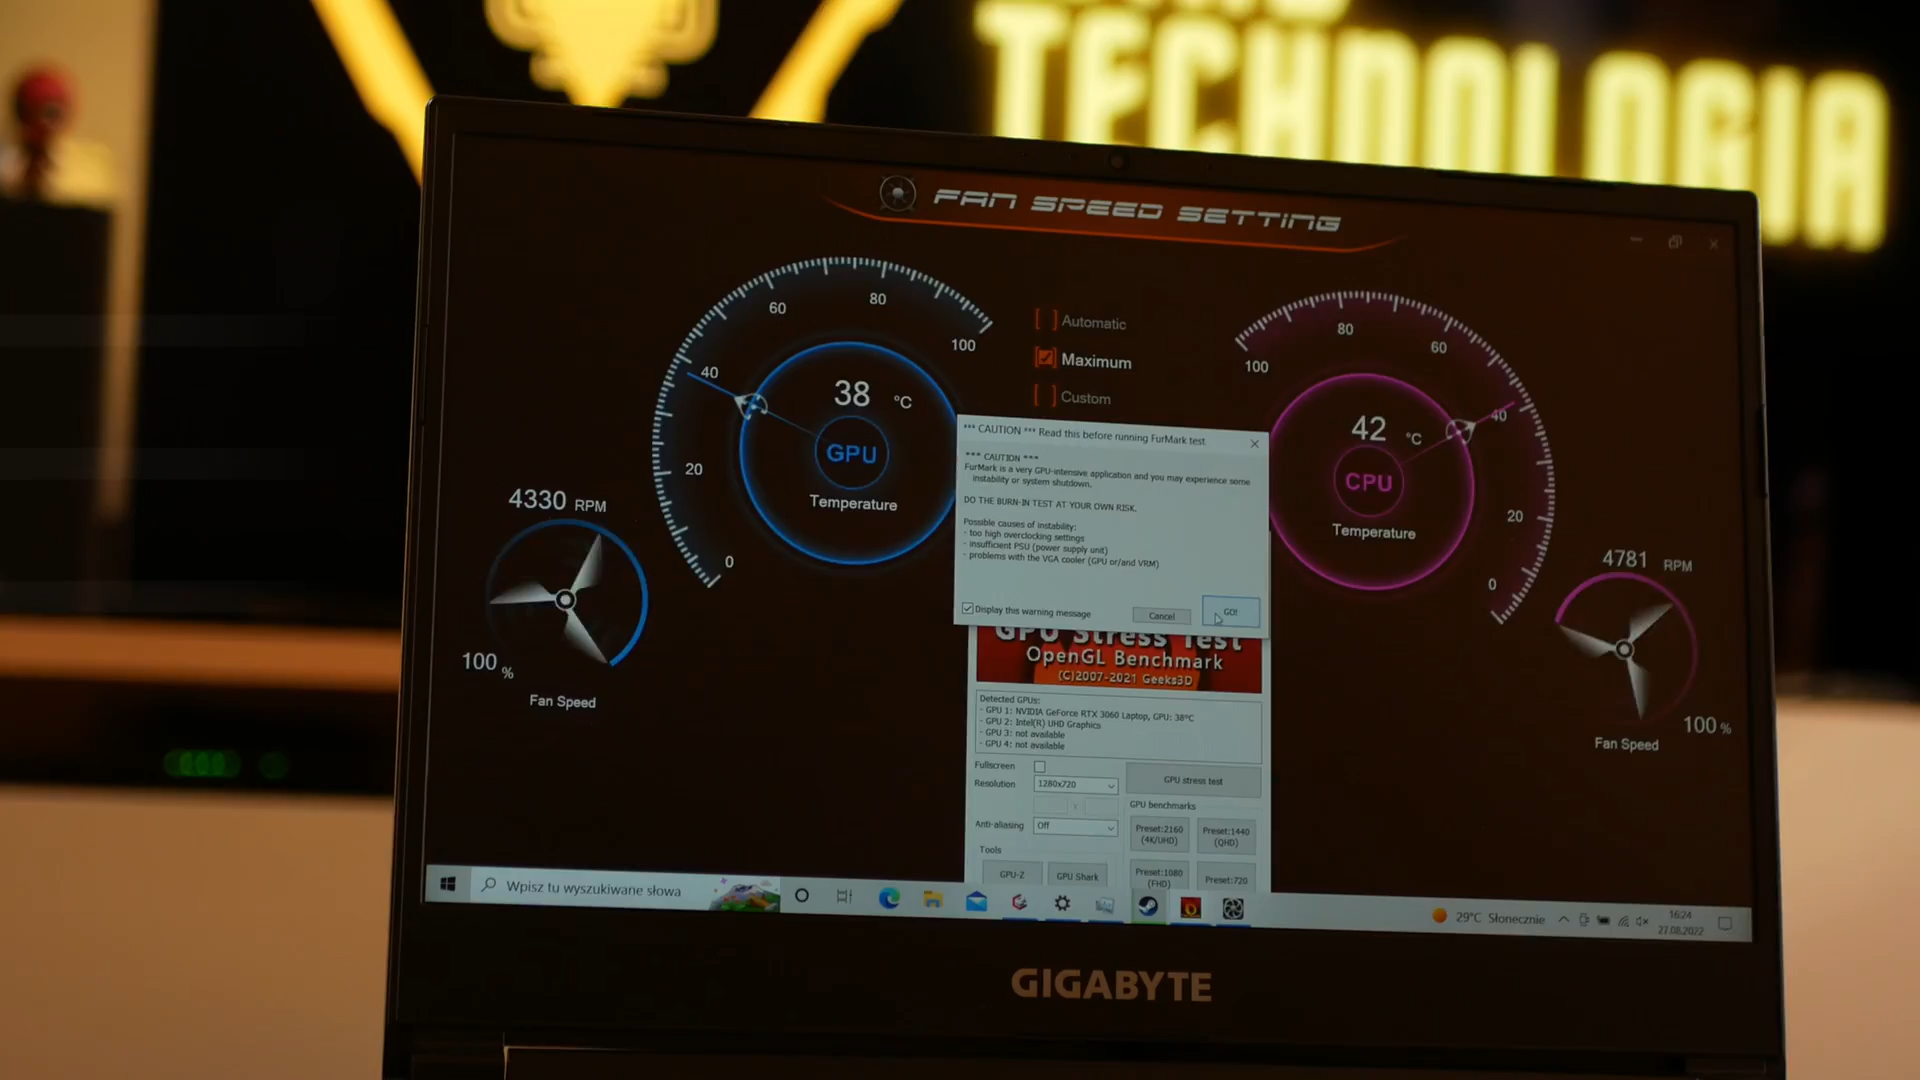 TECHNOLOGIA
FAN SPEED SETTING
60
80
100
40
20
0
38 °C
GPU
Temperature
4330 RPM
100 %
Fan Speed
[ ] Automatic
Maximum
[ ] Custom
100
80
60
40
20
0
42 °C
CPU
Temperature
4781 RPM
100 %
Fan Speed
*** CAUTION *** Read this before running FurMark test
*** CAUTION ***
FurMark is a very GPU-intensive application and you may experience some
instability or system shutdown.
DO THE BURN-IN TEST AT YOUR OWN RISK.
Possible causes of instability:
- too high overclocking settings
- insufficient PSU (power supply unit)
- problems with the VGA cooler (GPU or/and VRM)
Display this warning message
Cancel
GO!
GPU Stress Test
OpenGL Benchmark
(C)2007-2021 Geeks3D
Detected GPUs:
- GPU 1: NVIDIA GeForce RTX 3060 Laptop, GPU: 38°C
- GPU 2: Intel(R) UHD Graphics
- GPU 3: not available
- GPU 4: not available
Fullscreen
Resolution
1280x720
:
Anti-aliasing
Off
Tools
GPU-Z
GPU Shark
GPU stress test
GPU benchmarks
Preset:2160
(4K/UHD)
Preset:1440
(QHD)
Preset:1080
(FHD)
Preset:720
Wpisz tu wyszukiwane słowa
29°C Słonecznie
16:24
27.08.2022
GIGABYTE